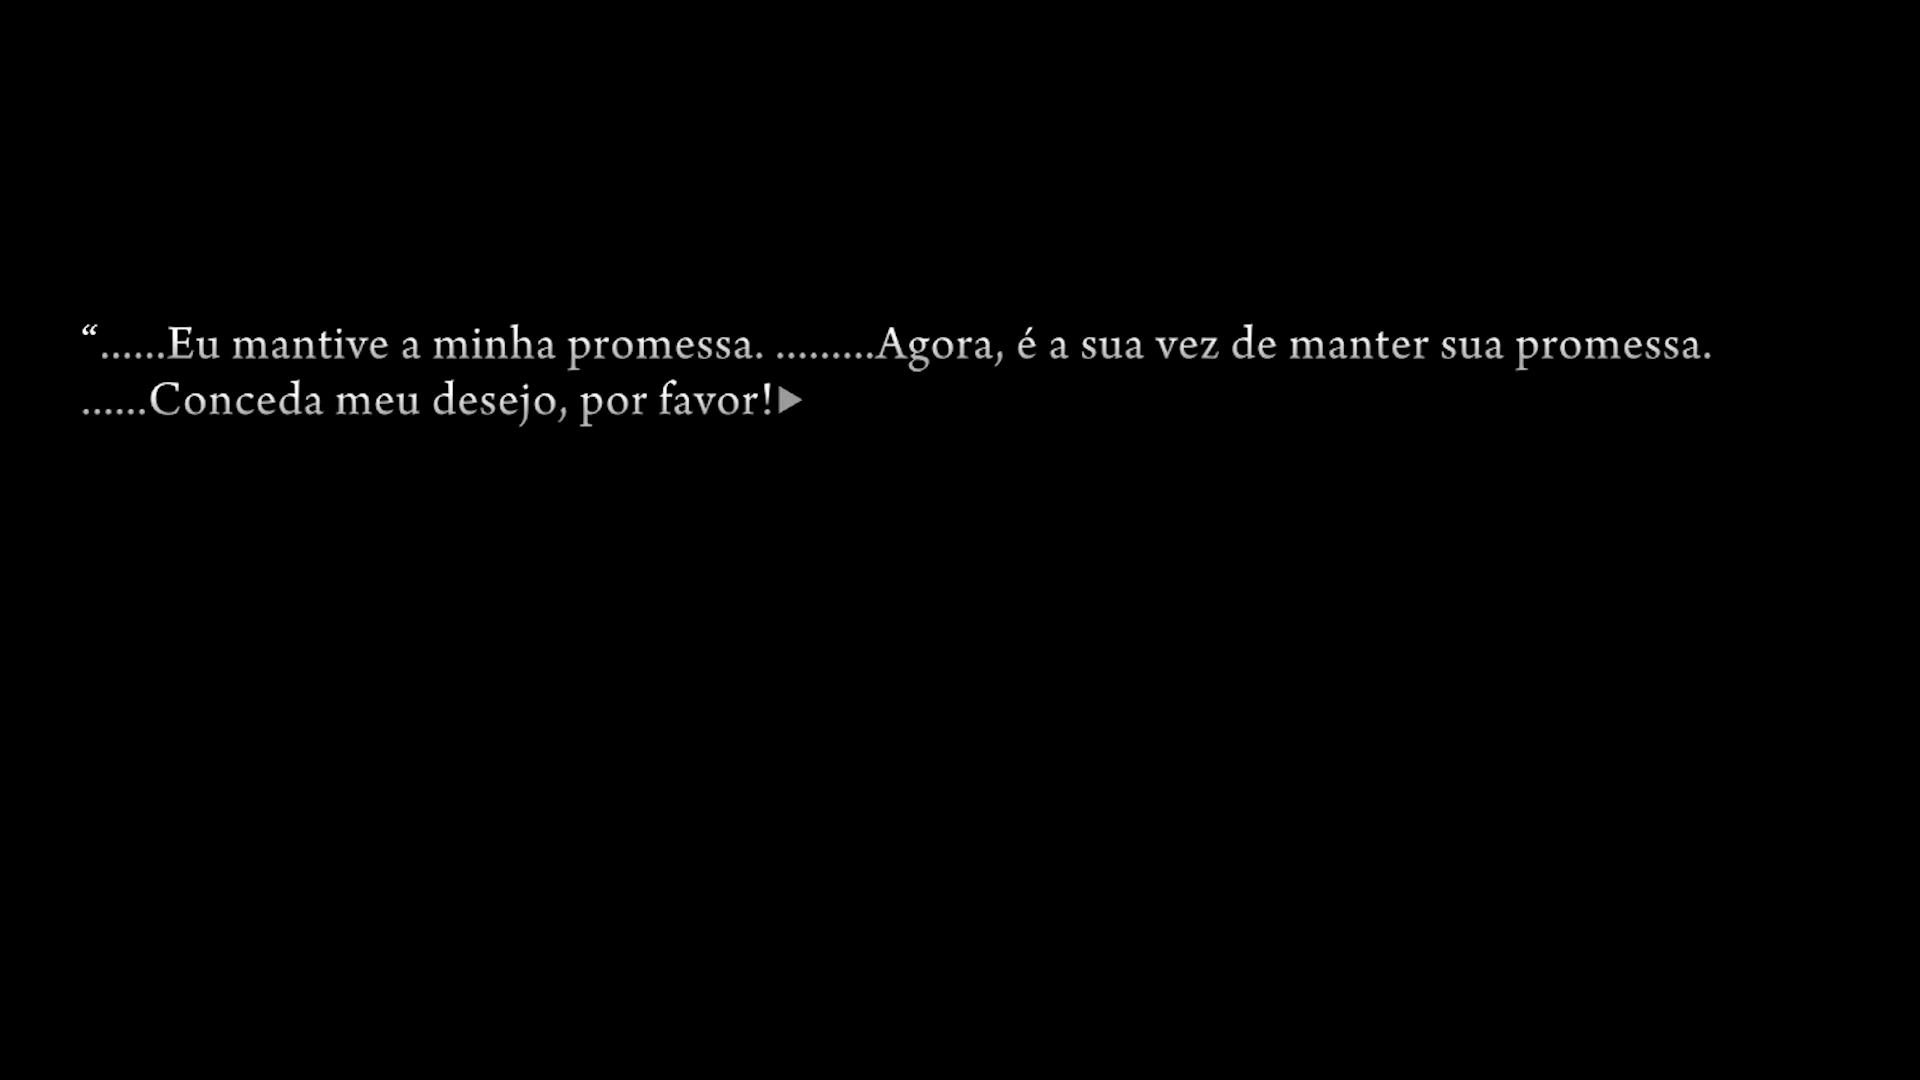 “......Eu mantive a minha promessa. .........Agora, é a sua vez de manter sua promessa.
......Conceda meu desejo, por favor!